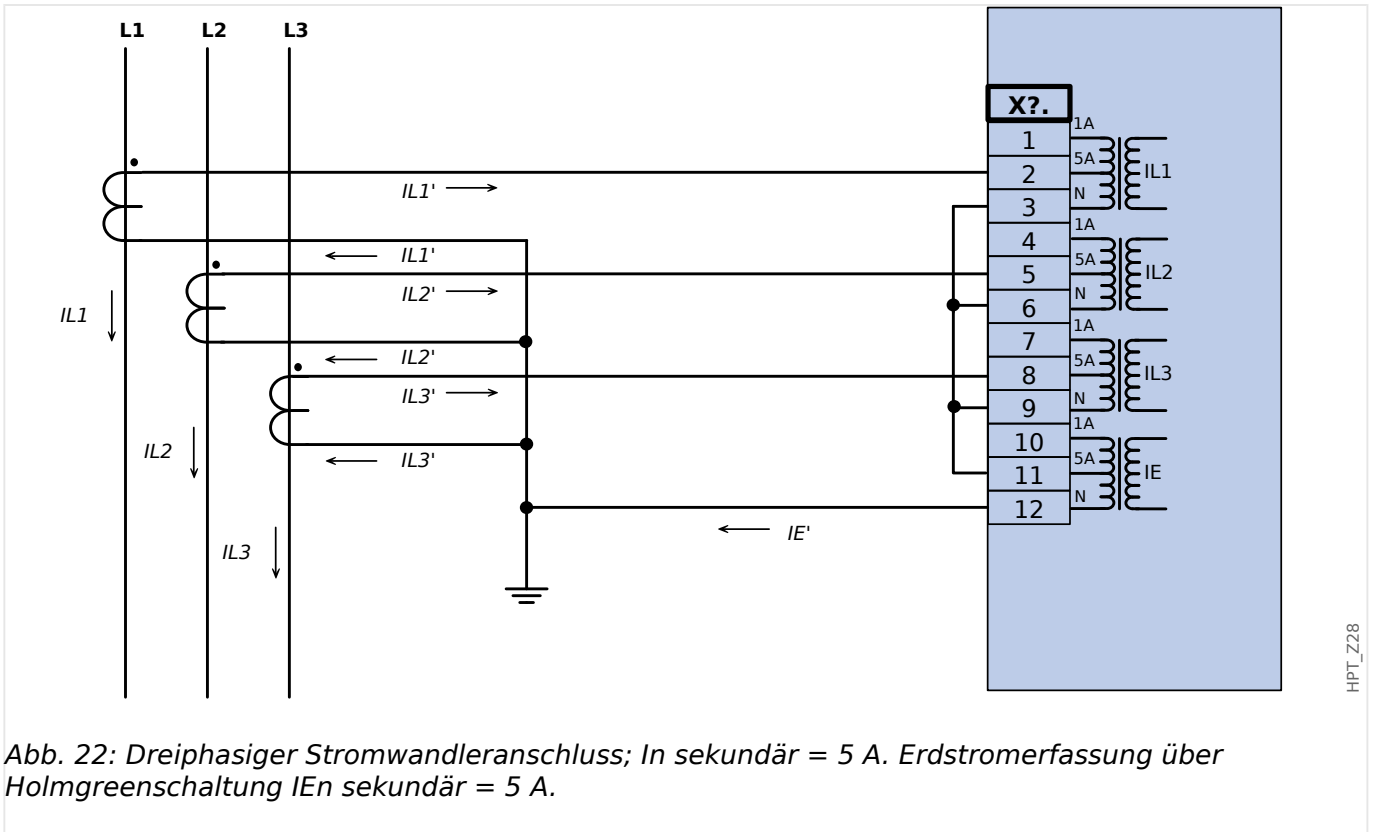 L1 L2 L3
X?.
1A
1
5A
2
IL1
N
3
IL1'
1A
4
IL1'
5A
5
IL2
IL2'
N
6
IL1
1A
7
IL2'
5A
8
IL3
IL3'
N
9
1A
10
IL2
IL3'
5A
11
IE
N
12
IE'
IL3
HPT_Z28
Abb. 22: Dreiphasiger Stromwandleranschluss; In sekundär = 5 A. Erdstromerfassung über
Holmgreenschaltung IEn sekundär = 5 A.